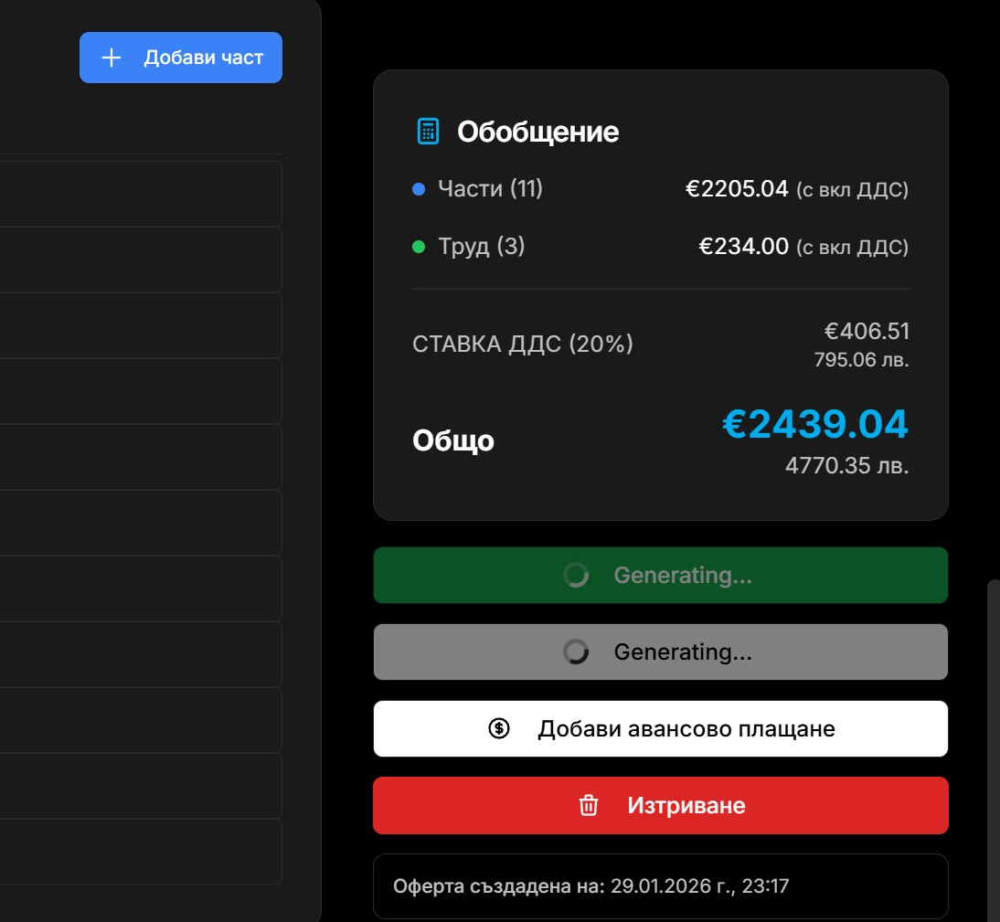 Добави част
Обобщение
Части (11) €2205.04 (с вкл ДДС)
Труд (3) €234.00 (с вкл ДДС)
СТАВКА ДДС (20%) €406.51
795.06 лв.
Общо €2439.04
4770.35 лв.
Generating...
Generating...
Добави авансово плащане
Изтриване
Оферта създадена на: 29.01.2026 г., 23:17